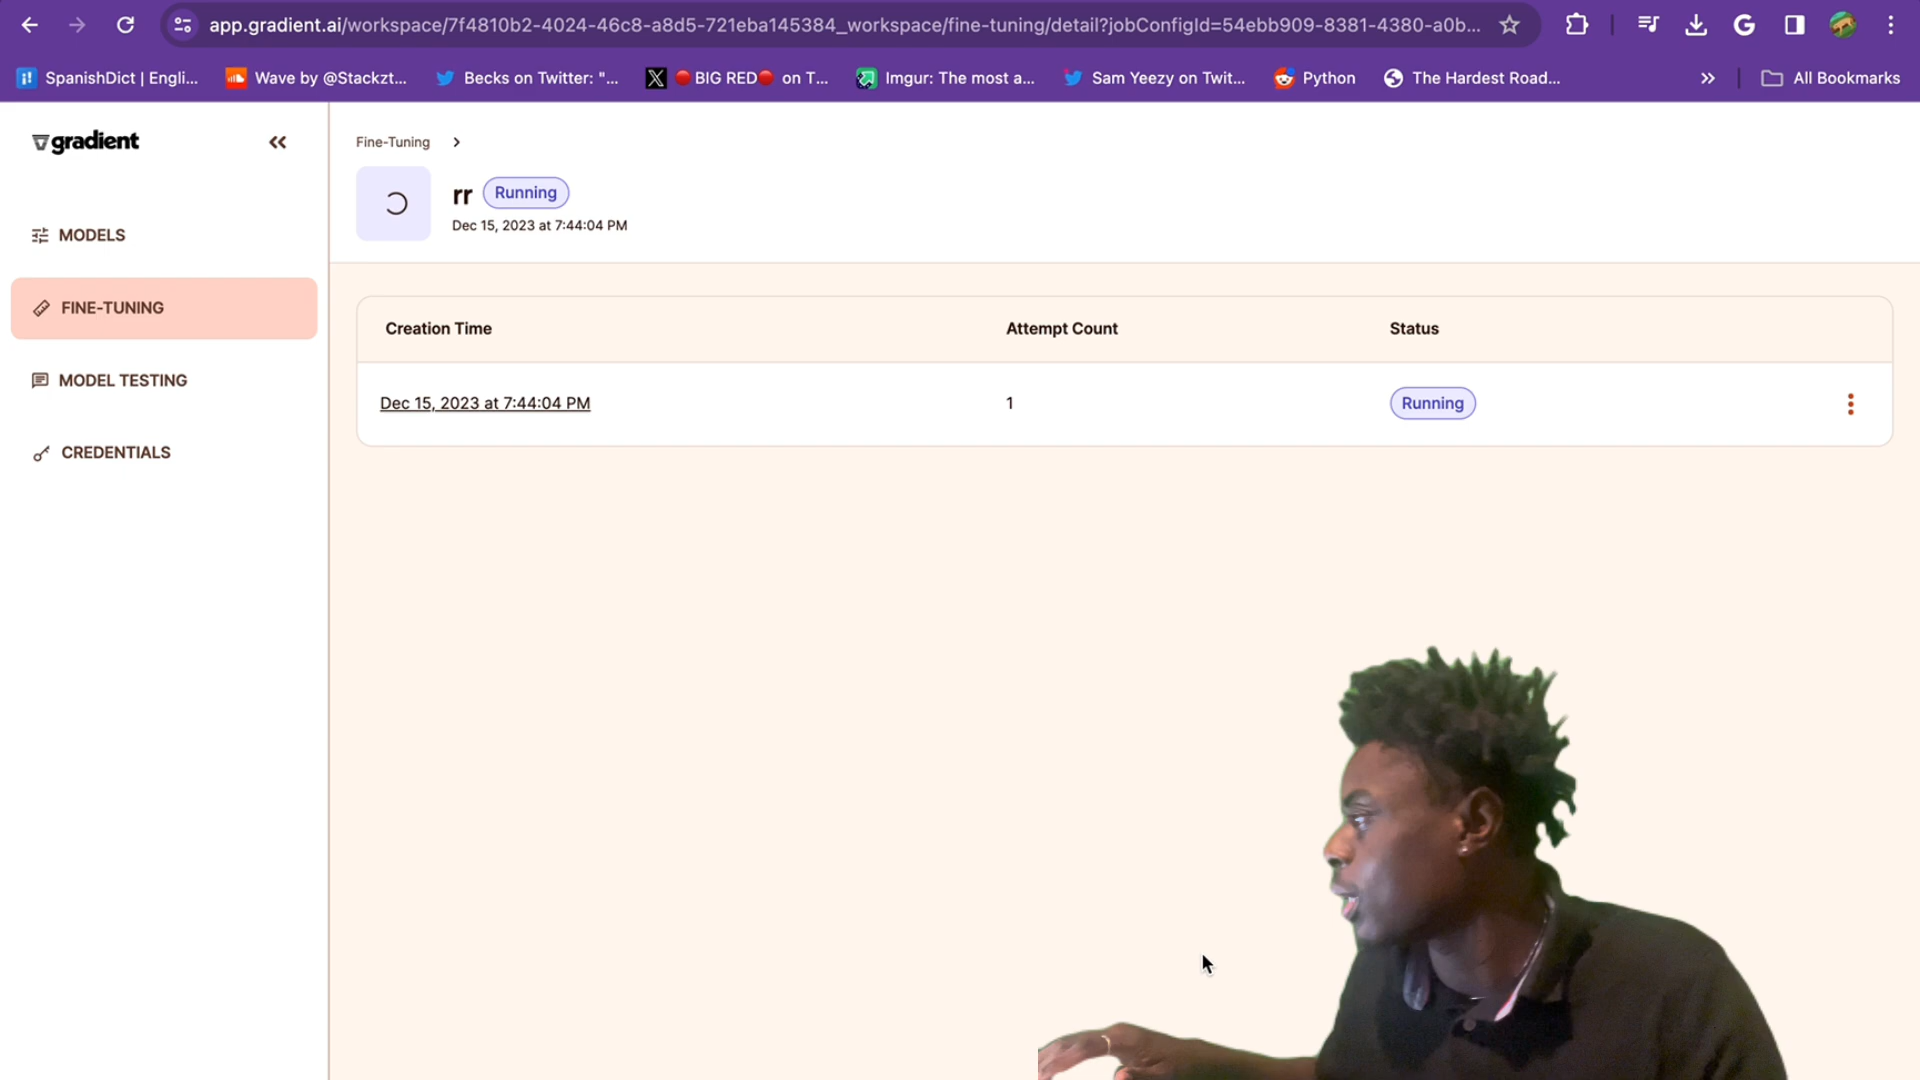 app.gradient.ai/workspace/7f4810b2-4024-46c8-a8d5-721eba145384_workspace/fine-tuning/detail?jobConfigId=54ebb909-8381-4380-a0b...
SpanishDict | Engli...
Wave by @Stackzt...
Becks on Twitter: "...
🔴BIG RED🔴 on T...
Imgur: The most a...
Sam Yeezy on Twit...
Python
The Hardest Road...
All Bookmarks
gradient
MODELS
FINE-TUNING
MODEL TESTING
CREDENTIALS
Fine-Tuning
rr Running
Dec 15, 2023 at 7:44:04 PM
Creation Time Attempt Count Status
Dec 15, 2023 at 7:44:04 PM 1 Running